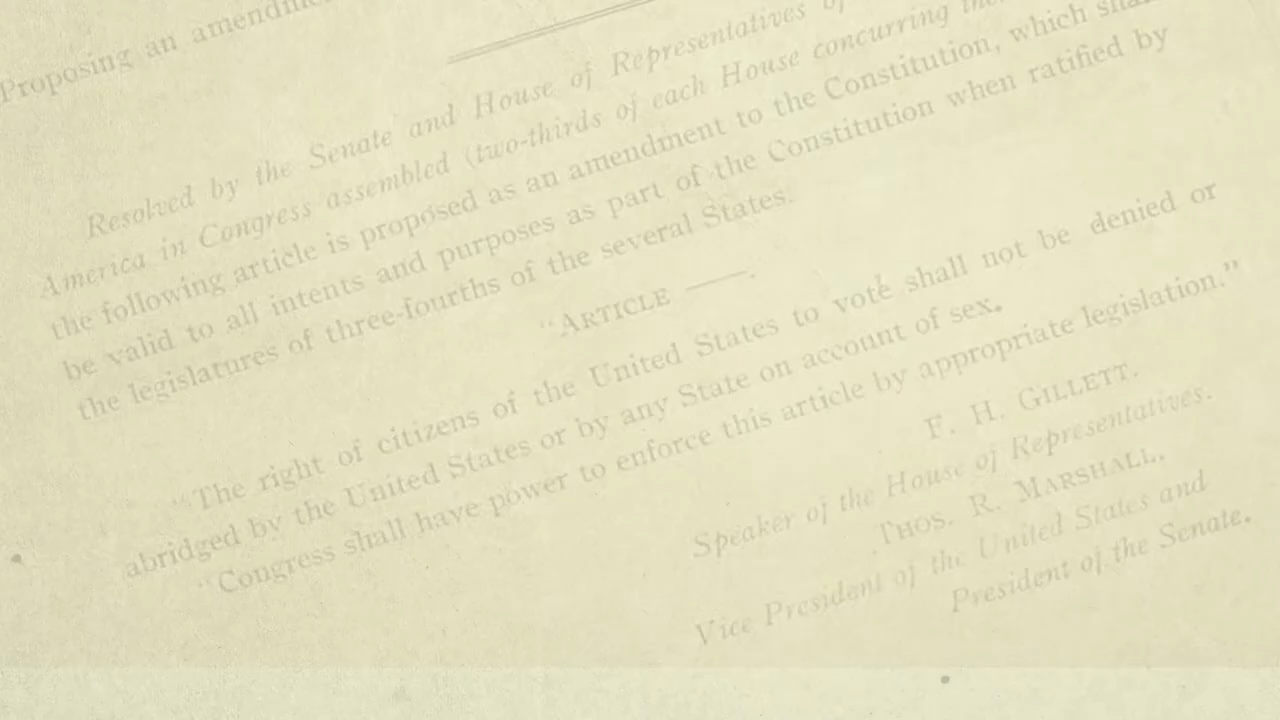 Proposing an amendm
Resolved by the Senate and House of Representatives of
America in Congress assembled (two-thirds of each House concurring
the following article is proposed as an amendment to the Constitution, which
be valid to all intents and purposes as part of the Constitution when ratified by
the legislatures of three-fourths of the several States.
“ARTICLE ——.
“The right of citizens of the United States to vote shall not be denied or
abridged by the United States or by any State on account of sex.
“Congress shall have power to enforce this article by appropriate legislation.”
F. H. GILLETT.
Speaker of the House of Representatives.
THOS. R. MARSHALL.
Vice President of the United States and
President of the Senate.